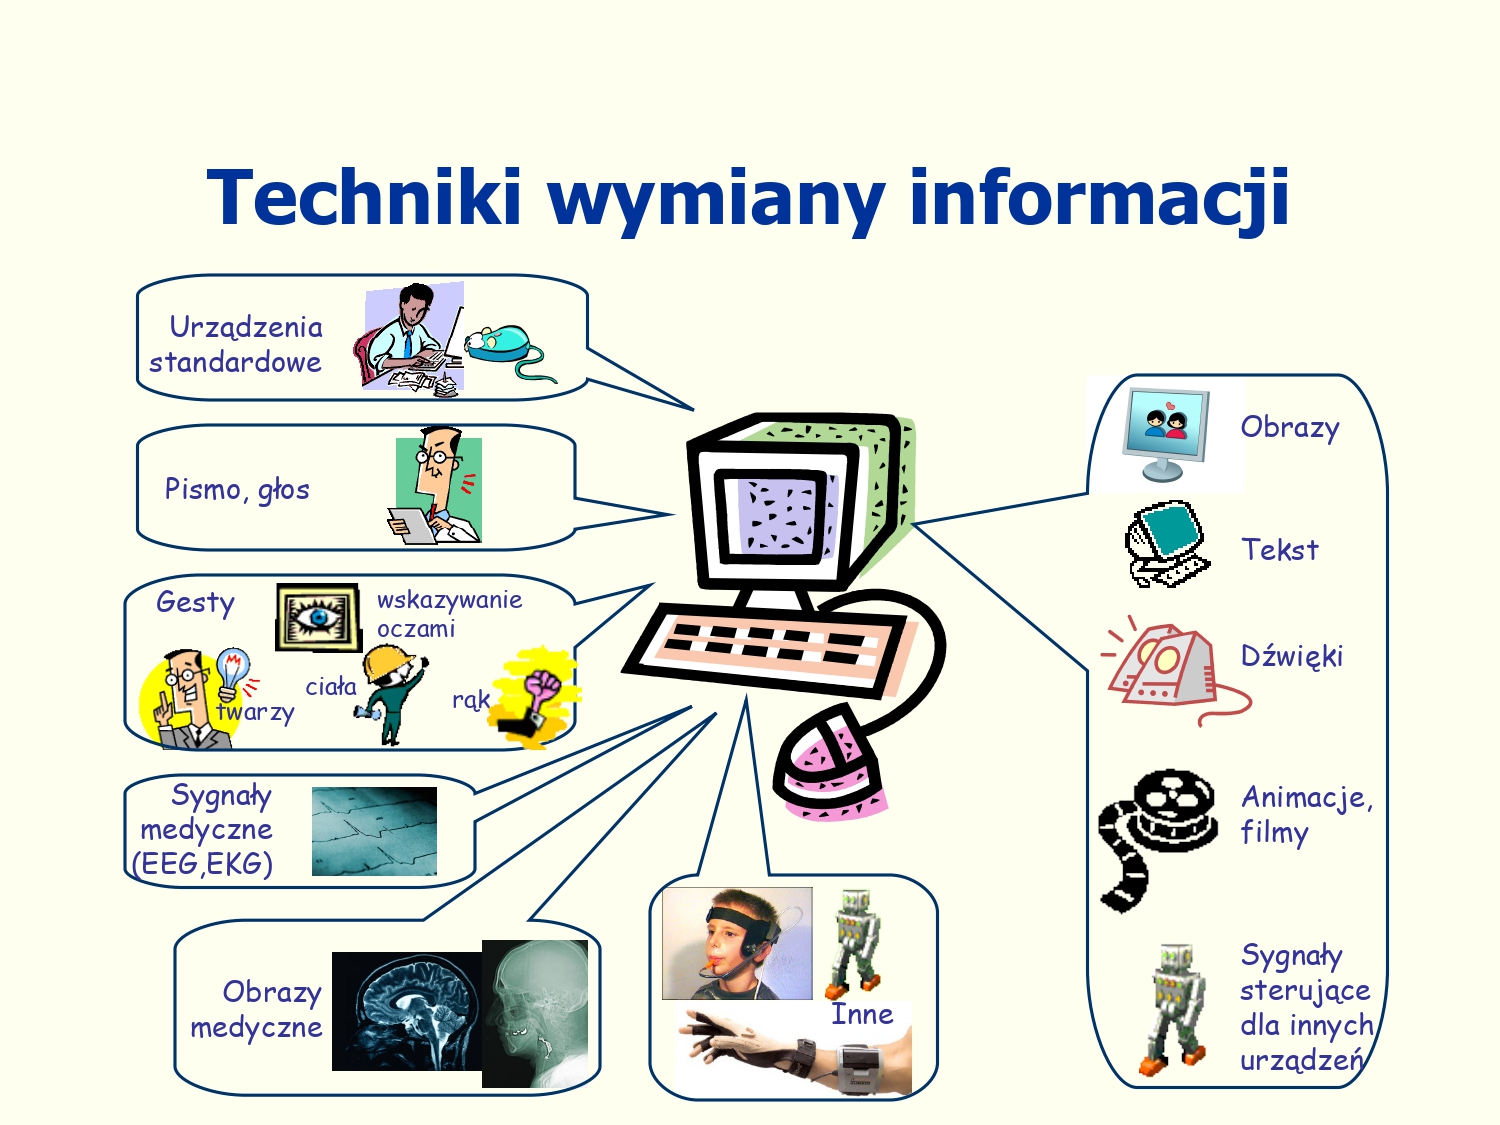 Techniki wymiany informacji
Urządzenia
standardowe
Pismo, głos
Gesty
wskazywanie
oczami
ciała
twarzy
rąk
Sygnały
medyczne
(EEG,EKG)
Obrazy
medyczne
Inne
Obrazy
Tekst
Dźwięki
Animacje,
filmy
Sygnały
sterujące
dla innych
urządzeń